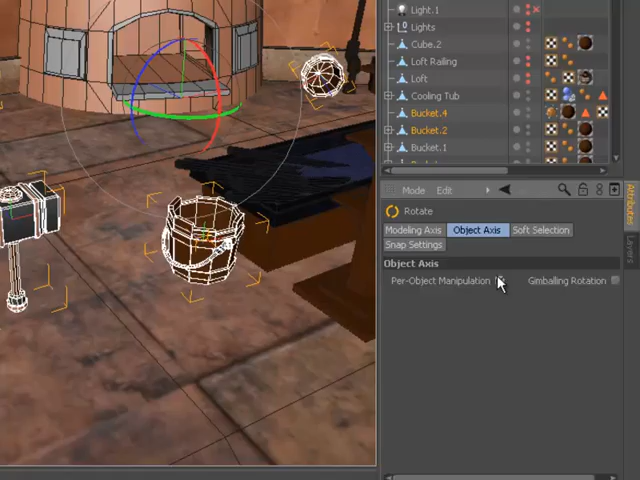 Light.1
Lights
Cube.2
Loft Railing
Loft
Cooling Tub
Bucket.4
Bucket.2
Bucket.1
Mode Edit
Rotate
Modeling Axis Object Axis Soft Selection
Snap Settings
Object Axis
Per-Object Manipulation Gimballing Rotation
Attributes
Layers